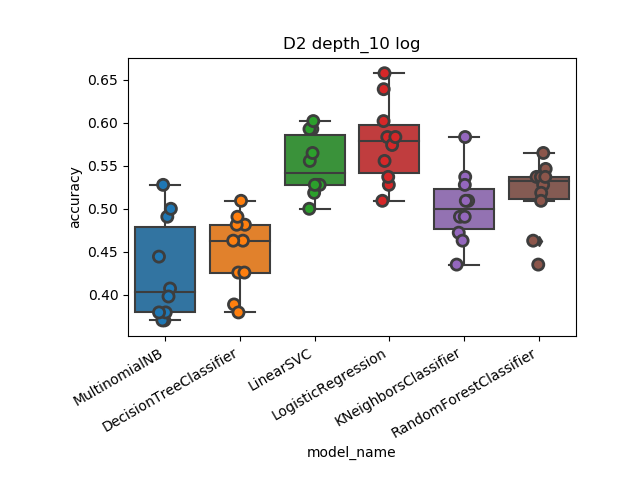 D2 depth_10 log
accuracy
0.65
0.60
0.55
0.50
0.45
0.40
MultinomialNB
DecisionTreeClassifier
LinearSVC
LogisticRegression
KNeighborsClassifier
RandomForestClassifier
model_name